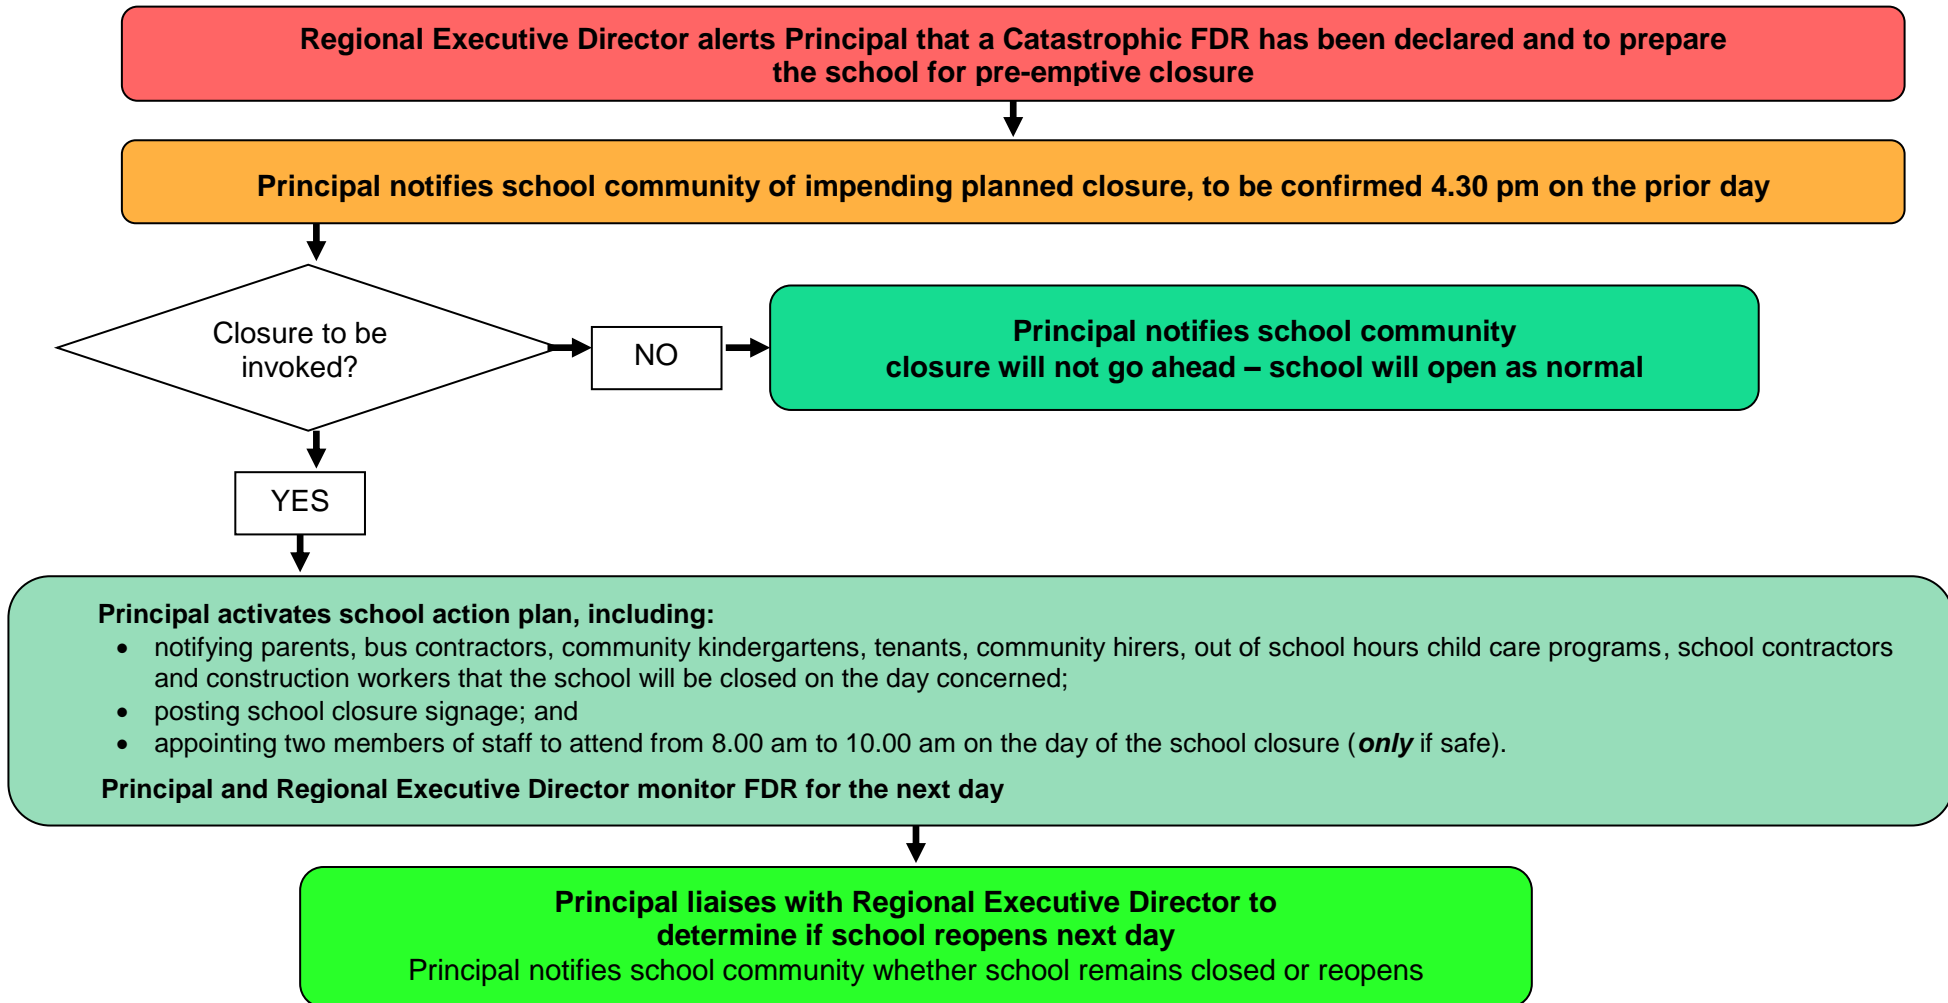 Regional Executive Director alerts Principal that a Catastrophic FDR has been declared and to prepare
the school for pre-emptive closure
Principal notifies school community of impending planned closure, to be confirmed 4.30 pm on the prior day
Closure to be
invoked?
NO
Principal notifies school community
closure will not go ahead – school will open as normal
YES
Principal activates school action plan, including:
• notifying parents, bus contractors, community kindergartens, tenants, community hirers, out of school hours child care programs, school contractors
and construction workers that the school will be closed on the day concerned;
• posting school closure signage; and
• appointing two members of staff to attend from 8.00 am to 10.00 am on the day of the school closure (only if safe).
Principal and Regional Executive Director monitor FDR for the next day
Principal liaises with Regional Executive Director to
determine if school reopens next day
Principal notifies school community whether school remains closed or reopens